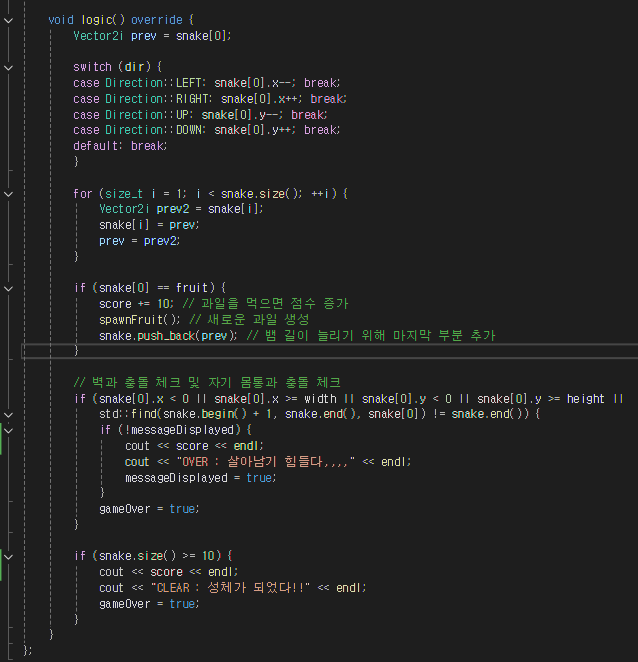 void logic() override {
Vector2i prev = snake[0];
switch (dir) {
case Direction::LEFT: snake[0].x--; break;
case Direction::RIGHT: snake[0].x++; break;
case Direction::UP: snake[0].y--; break;
case Direction::DOWN: snake[0].y++; break;
default: break;
}
for (size_t i = 1; i < snake.size(); ++i) {
Vector2i prev2 = snake[i];
snake[i] = prev;
prev = prev2;
}
if (snake[0] == fruit) {
score += 10; // 과일을 먹으면 점수 증가
spawnFruit(); // 새로운 과일 생성
snake.push_back(prev); // 뱀 길이 늘리기 위해 마지막 부분 추가
}
// 벽과 충돌 체크 및 자기 몸통과 충돌 체크
if (snake[0].x < 0 || snake[0].x >= width || snake[0].y < 0 || snake[0].y >= height ||
std::find(snake.begin() + 1, snake.end(), snake[0]) != snake.end()) {
if (!messageDisplayed) {
cout << score << endl;
cout << "OVER : 살아남기 힘들다,,,," << endl;
messageDisplayed = true;
}
gameOver = true;
}
if (snake.size() >= 10) {
cout << score << endl;
cout << "CLEAR : 성체가 되었다!!" << endl;
gameOver = true;
}
}
};